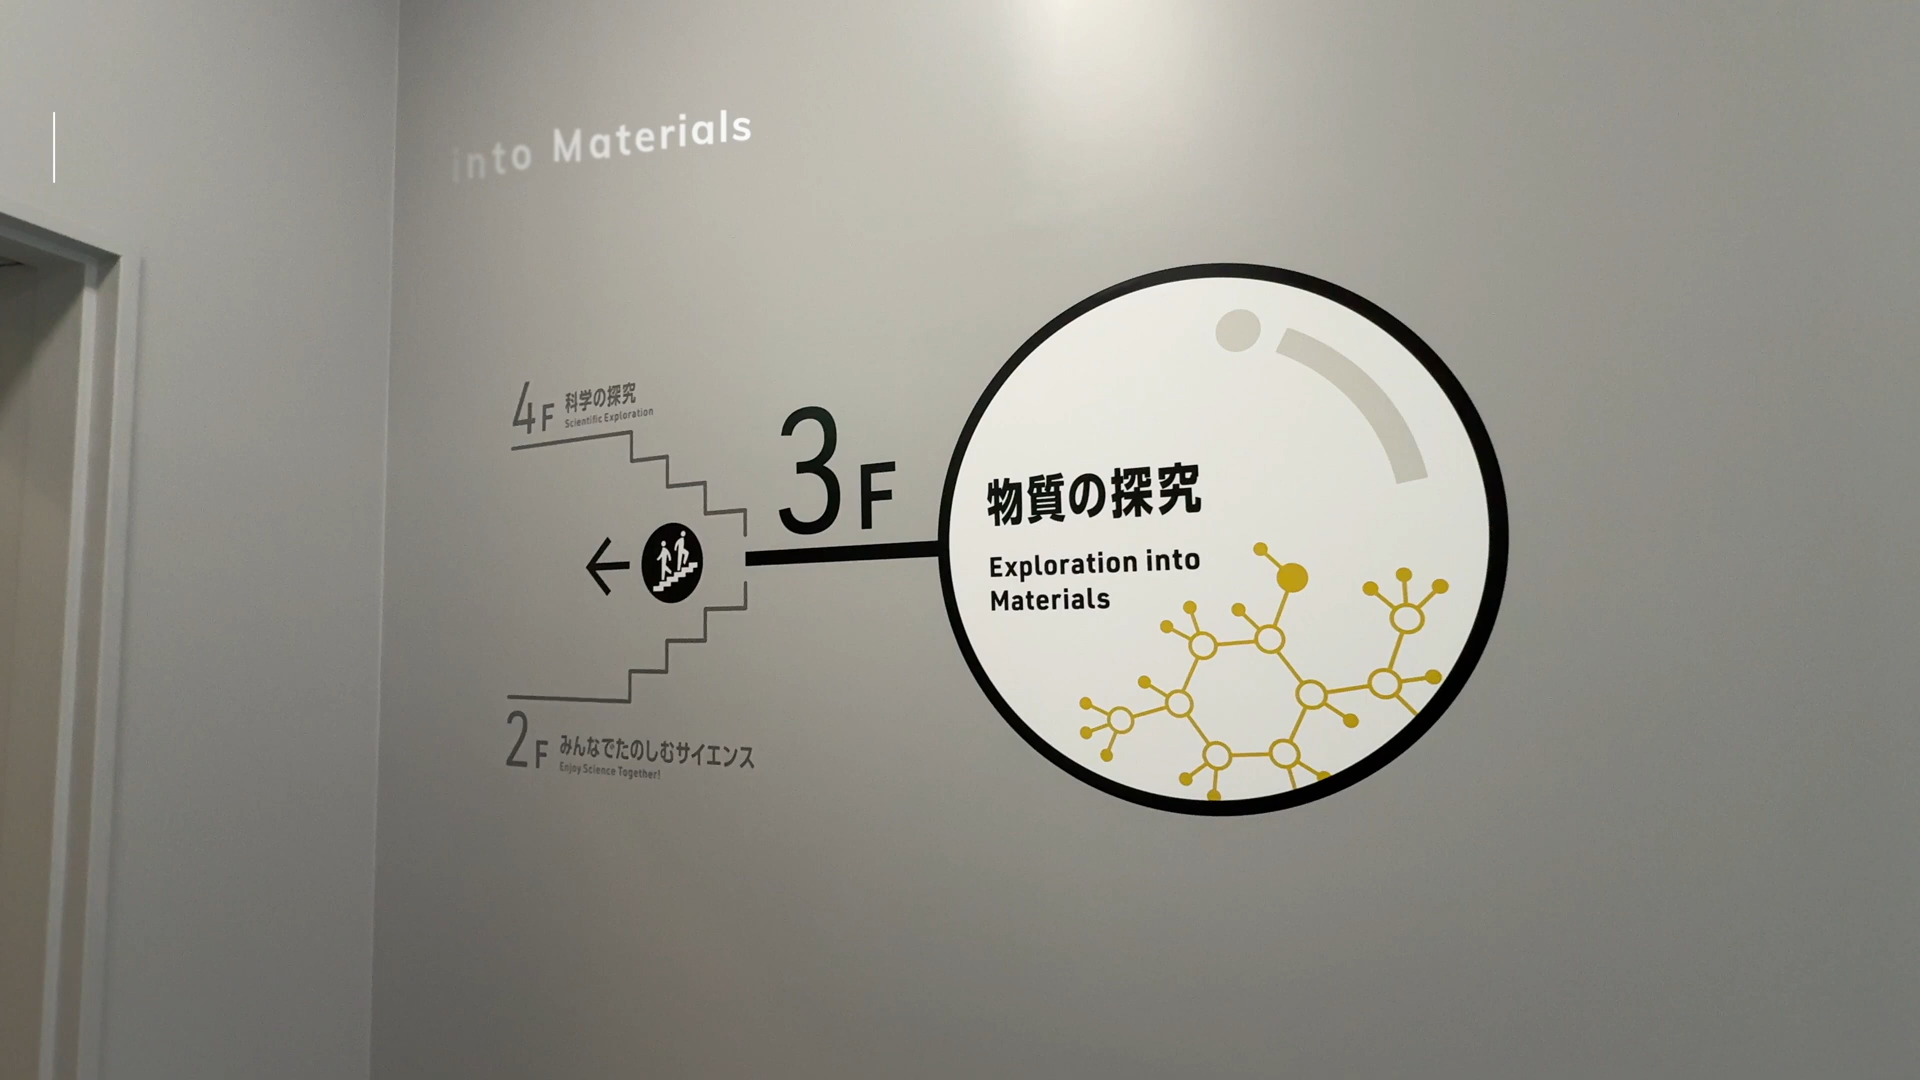 into Materials
4F 科学の探究
Scientific Exploration
3F
物質の探究
Exploration into
Materials
2F みんなでたのしむサイエンス
Enjoy Science Together!